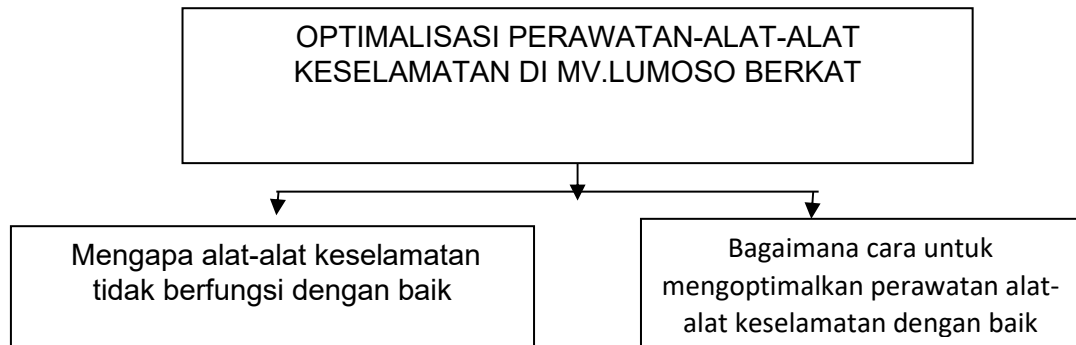 OPTIMALISASI PERAWATAN-ALAT-ALAT
KESELAMATAN DI MV.LUMOSO BERKAT
Mengapa alat-alat keselamatan
tidak berfungsi dengan baik
Bagaimana cara untuk
mengoptimalkan perawatan alat-
alat keselamatan dengan baik